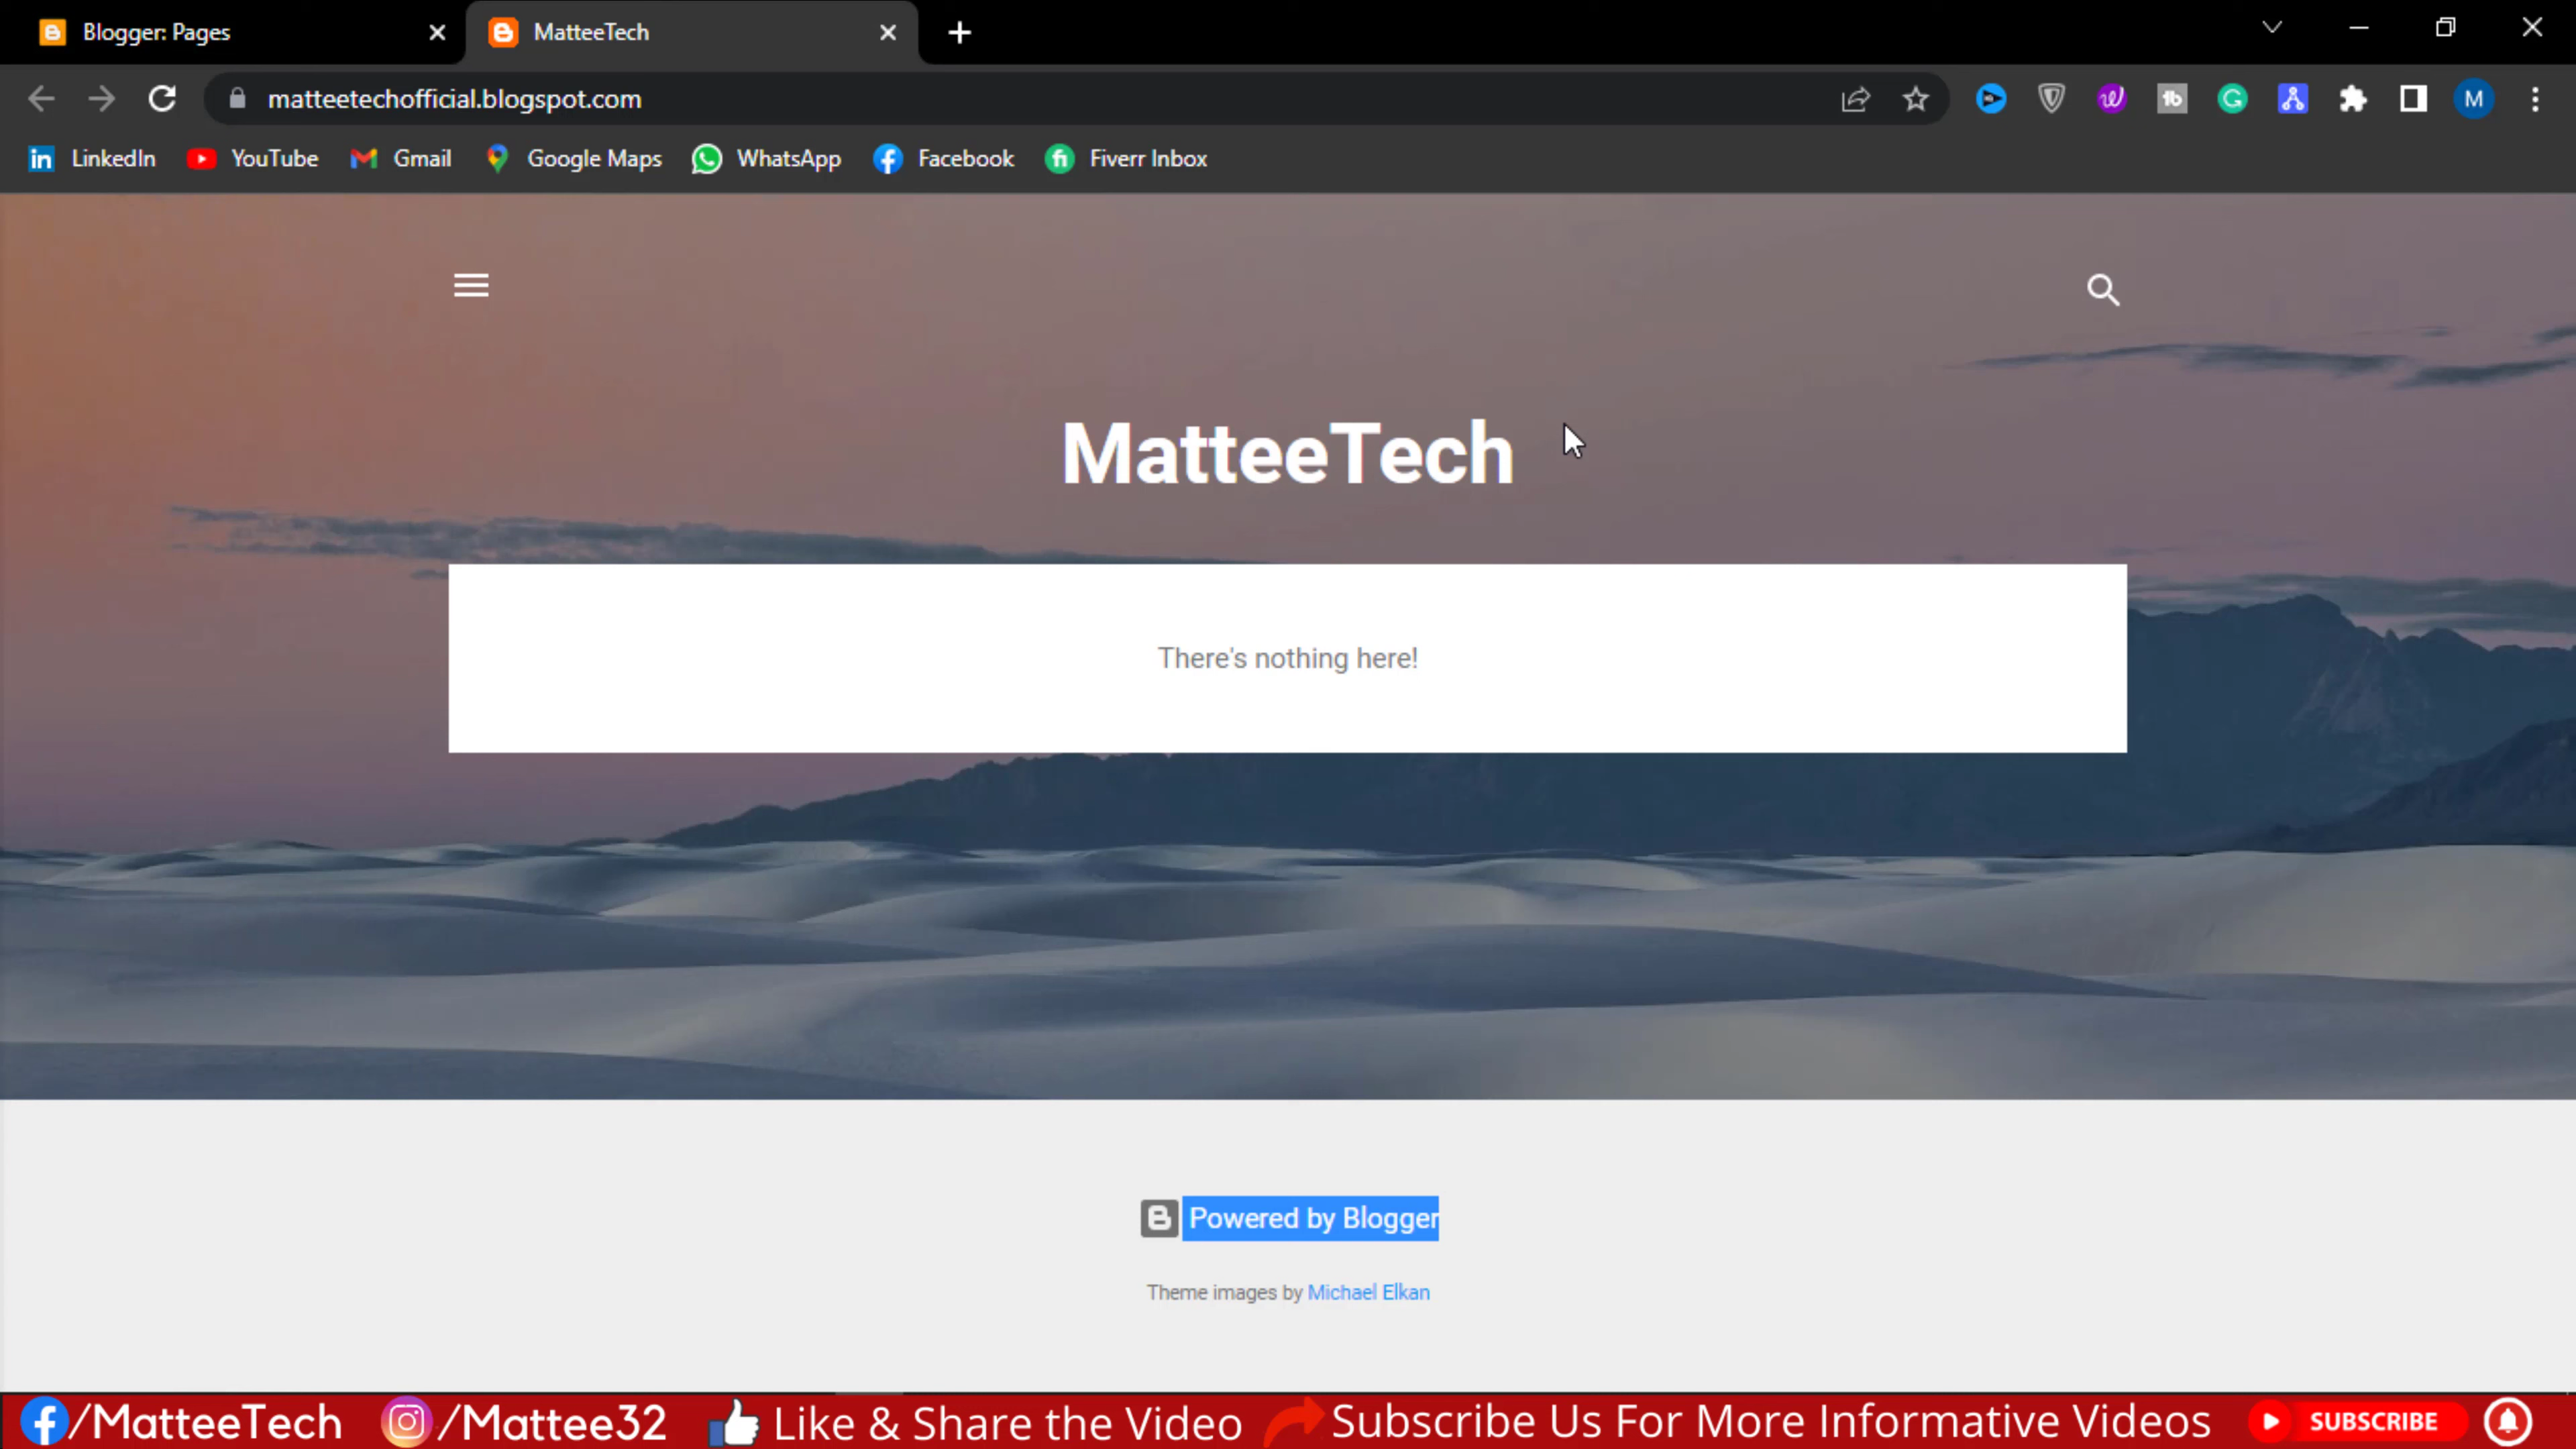 Blogger: Pages
MatteeTech
matteetechofficial.blogspot.com
M
LinkedIn
YouTube
Gmail
Google Maps
WhatsApp
Facebook
Fiverr Inbox
MatteeTech
There's nothing here!
Powered by Blogger
Theme images by Michael Elkan
/MatteeTech
/Mattee32
Like & Share the Video
Subscribe Us For More Informative Videos
SUBSCRIBE